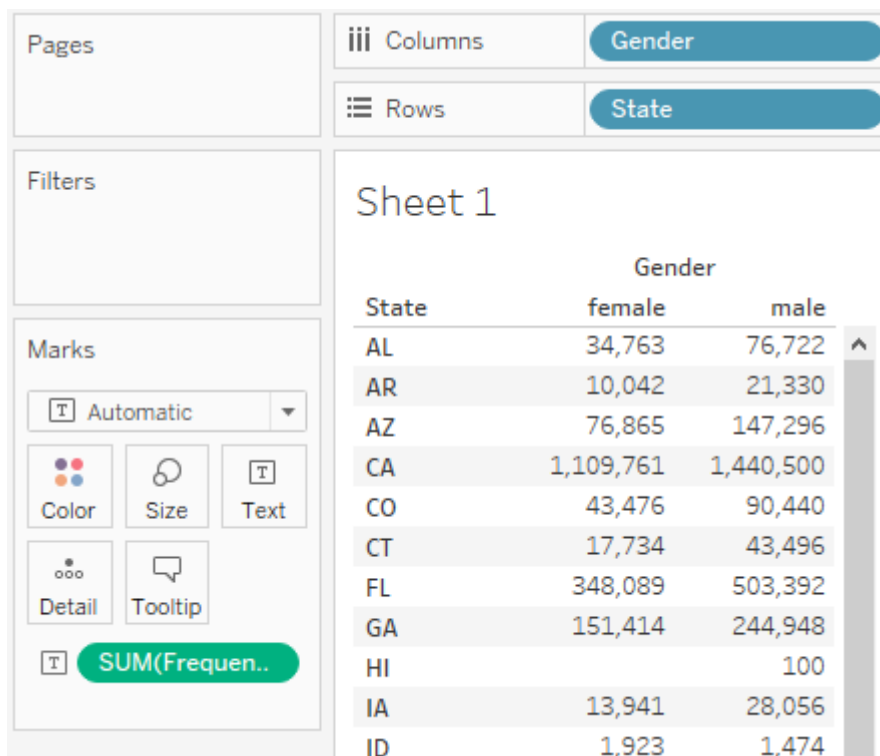 Pages
Columns Gender
Rows State
Filters
Sheet 1
Gender
State female male
AL 34,763 76,722
AR 10,042 21,330
AZ 76,865 147,296
CA 1,109,761 1,440,500
CO 43,476 90,440
CT 17,734 43,496
FL 348,089 503,392
GA 151,414 244,948
HI 100
IA 13,941 28,056
ID 1,923 1,474
Marks
T Automatic
Color Size T Text
Detail Tooltip
T SUM(Frequen..